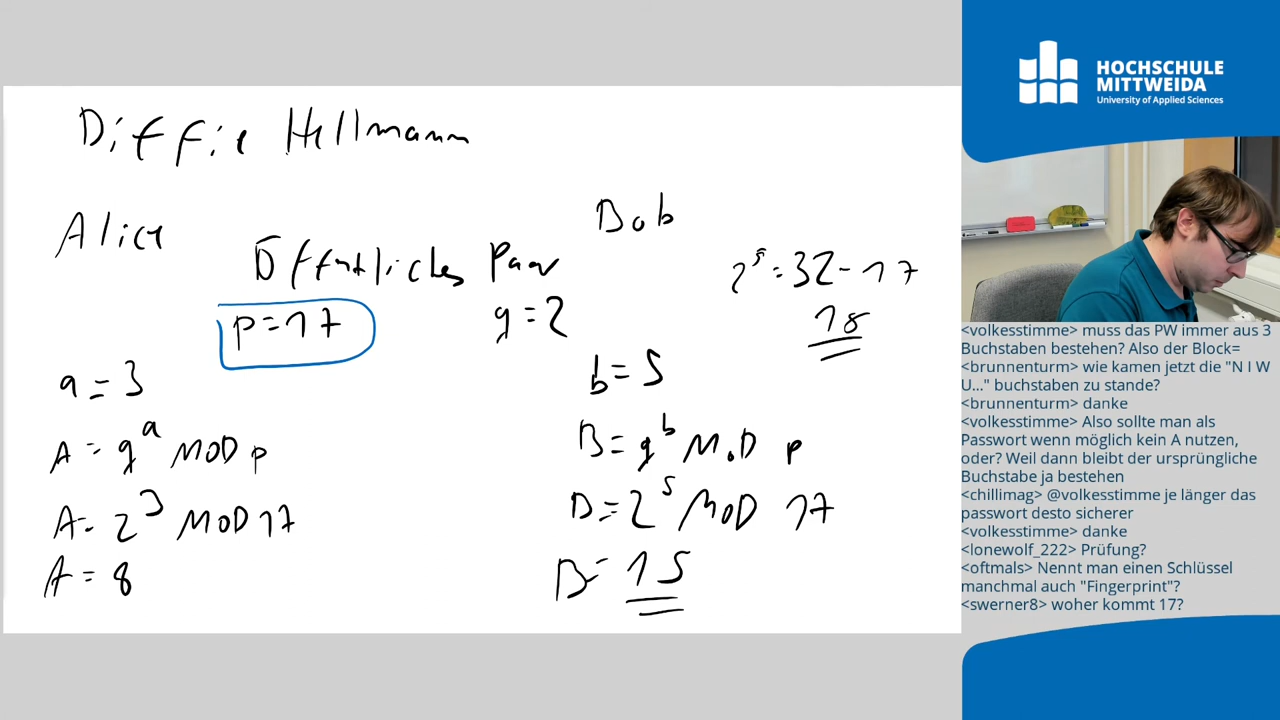 Diffie Hellmann
Alice
Bob
Öffentliches Paar
p=17
g=2
2⁵=32-17
18
a=3
b=5
A=gᵃ MOD p
B=gᵇ MOD p
A=2³ MOD 17
B=2⁵ MOD 17
A=8
B=15
HOCHSCHULE
MITTWEIDA
University of Applied Sciences
<volkesstimme> muss das PW immer aus 3
Buchstaben bestehen? Also der Block=
<brunnenturm> wie kamen jetzt die "N I W
U..." buchstaben zu stande?
<brunnenturm> danke
<volkesstimme> Also sollte man als
Passwort wenn möglich kein A nutzen,
oder? Weil dann bleibt der ursprüngliche
Buchstabe ja bestehen
<chillimag> @volkesstimme je länger das
passwort desto sicherer
<volkesstimme> danke
<lonewolf_222> Prüfung?
<oftmals> Nennt man einen Schlüssel
manchmal auch "Fingerprint"?
<swerner8> woher kommt 17?